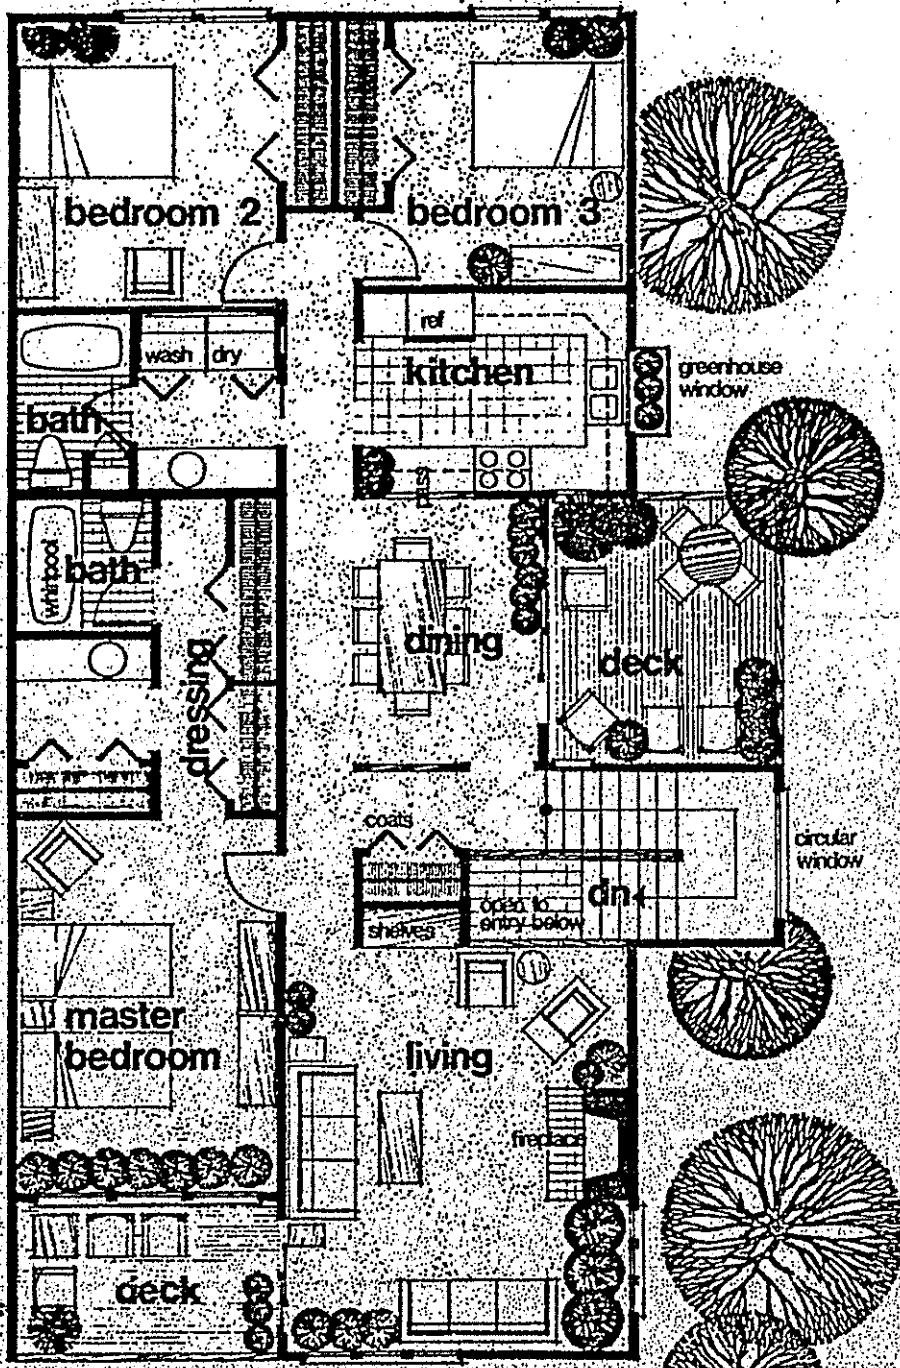 bedroom 2
bedroom 3
ref
wash
dry
kitchen
greenhouse
window
bath
pass
whirlpool
bath
dining
deck
dressing
coats
circular
window
dn
open to
entry below
shelves
master
bedroom
living
fireplace
deck